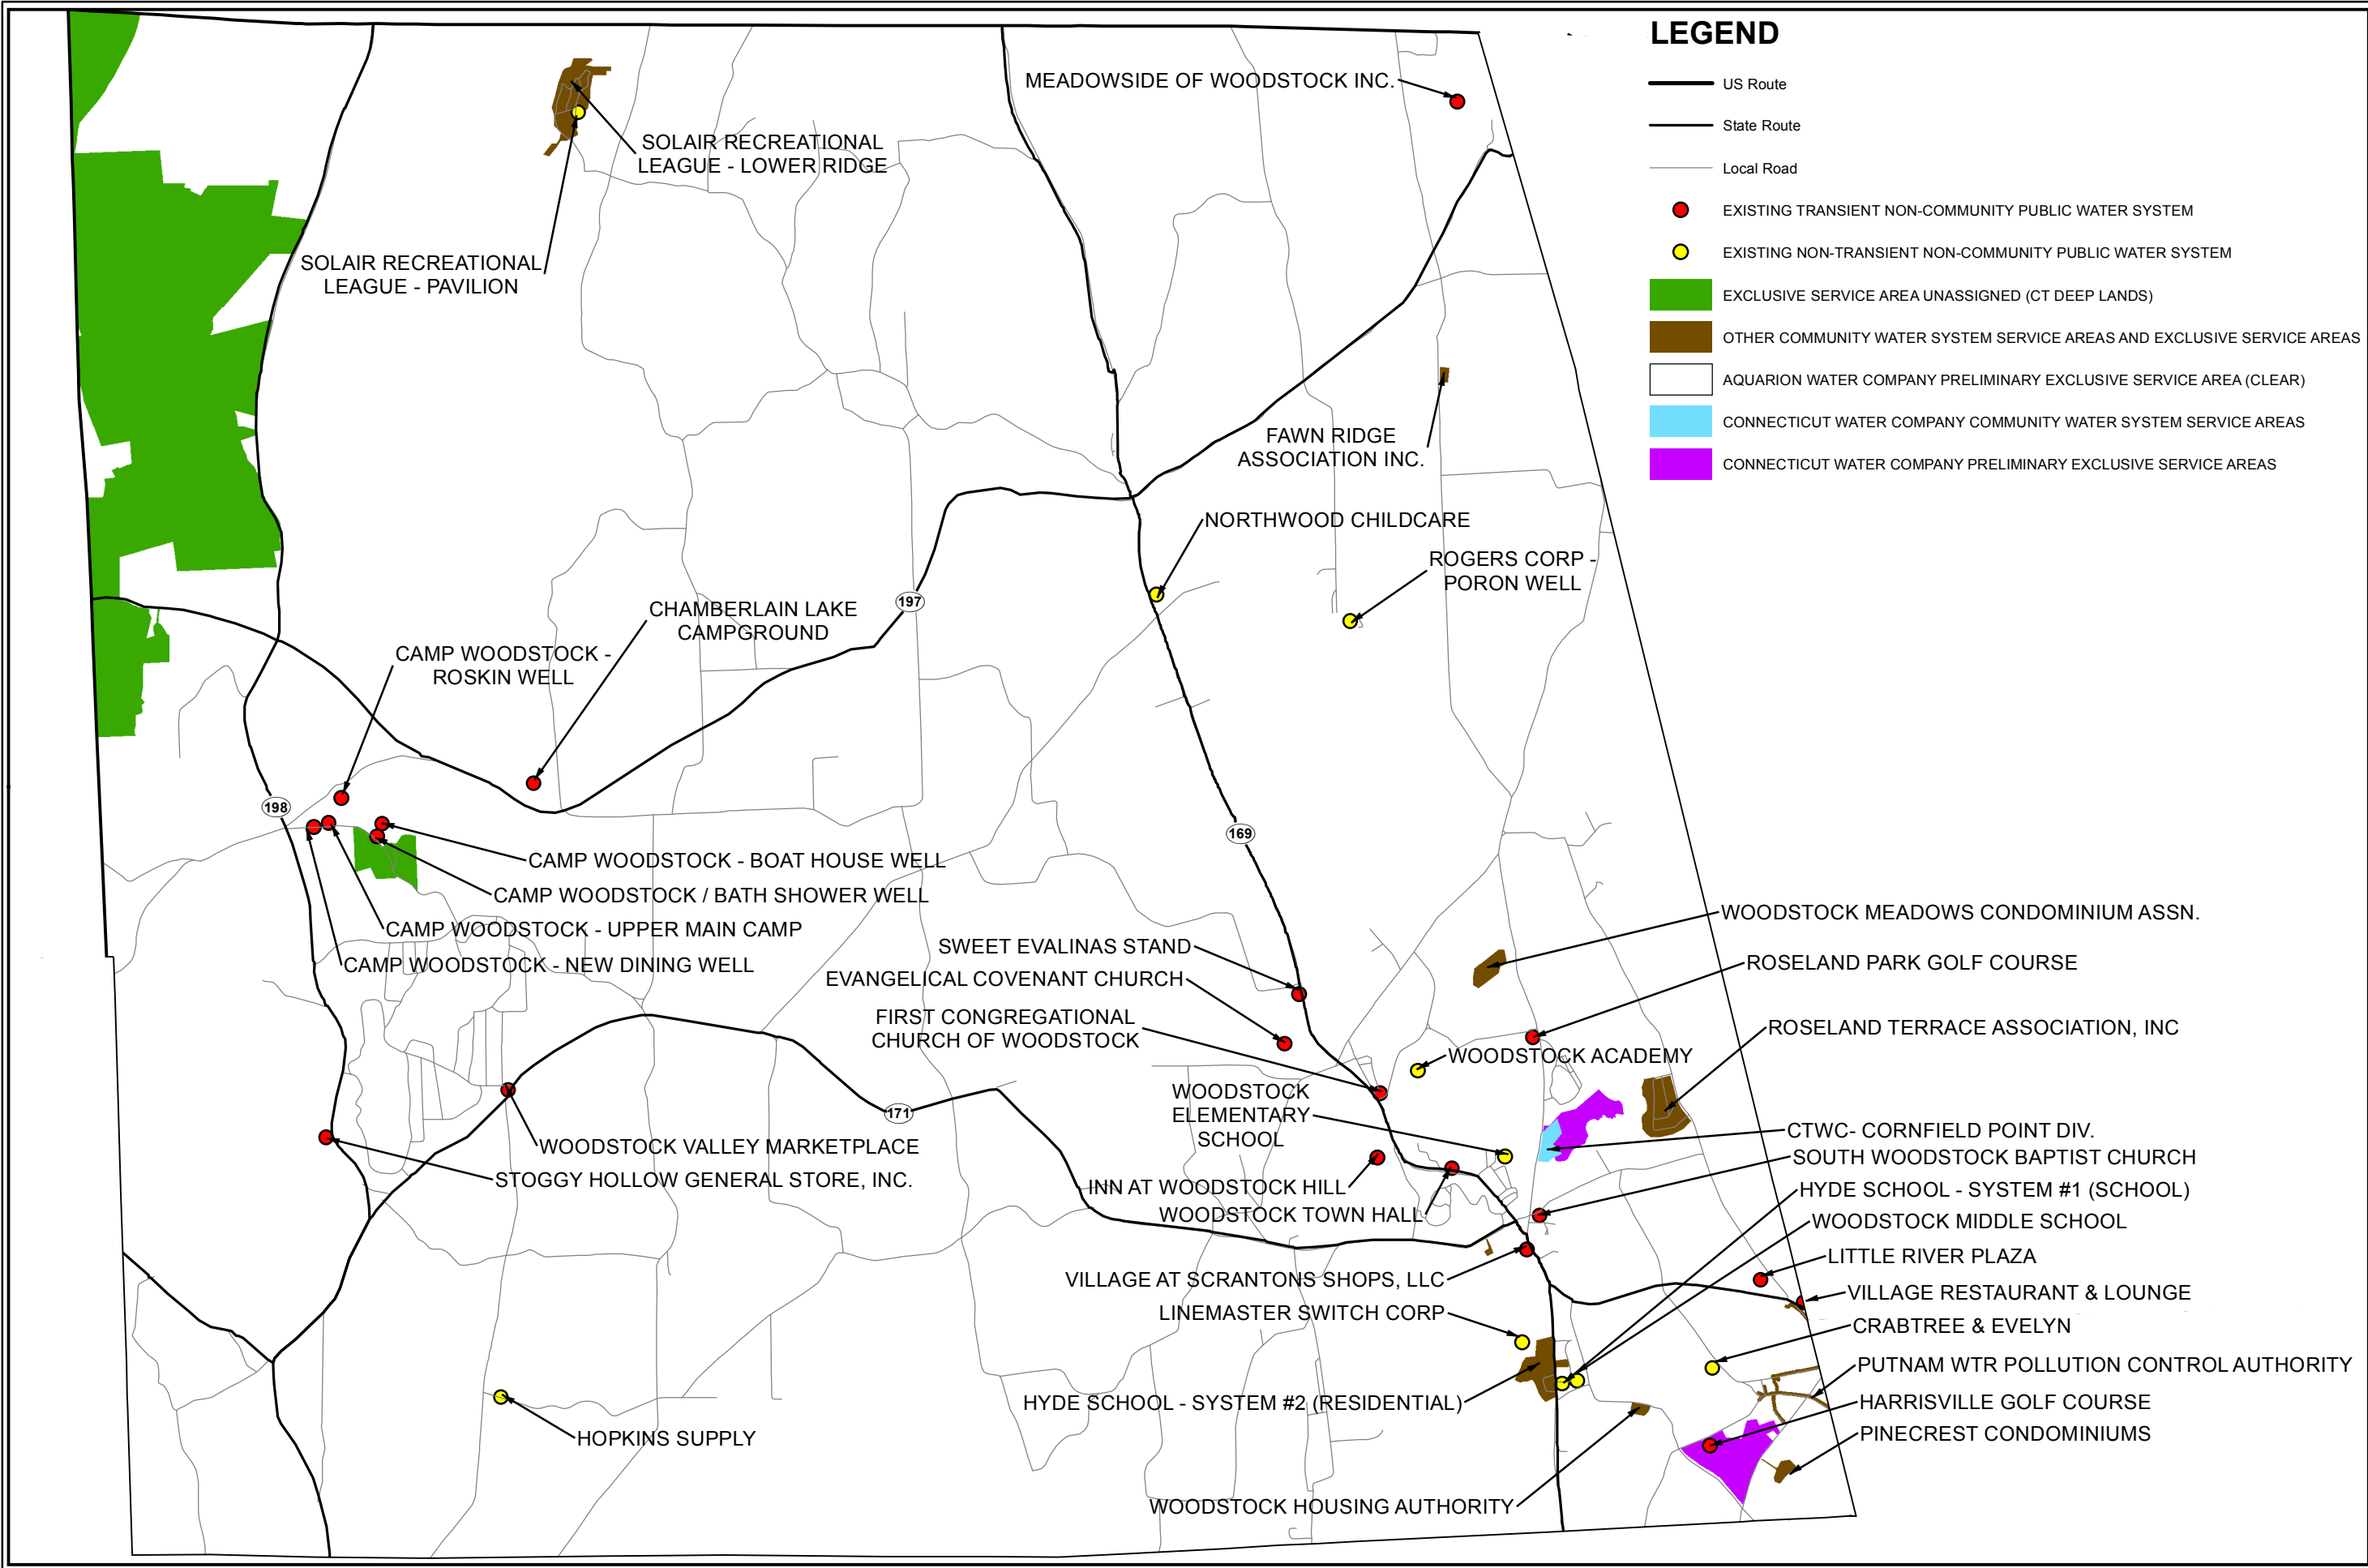 LEGEND
US Route
State Route
Local Road
EXISTING TRANSIENT NON-COMMUNITY PUBLIC WATER SYSTEM
EXISTING NON-TRANSIENT NON-COMMUNITY PUBLIC WATER SYSTEM
EXCLUSIVE SERVICE AREA UNASSIGNED (CT DEEP LANDS)
OTHER COMMUNITY WATER SYSTEM SERVICE AREAS AND EXCLUSIVE SERVICE AREAS
AQUARION WATER COMPANY PRELIMINARY EXCLUSIVE SERVICE AREA (CLEAR)
CONNECTICUT WATER COMPANY COMMUNITY WATER SYSTEM SERVICE AREAS
CONNECTICUT WATER COMPANY PRELIMINARY EXCLUSIVE SERVICE AREAS
MEADOWSIDE OF WOODSTOCK INC.
SOLAIR RECREATIONAL
LEAGUE - LOWER RIDGE
SOLAIR RECREATIONAL
LEAGUE - PAVILION
FAWN RIDGE
ASSOCIATION INC.
NORTHWOOD CHILDCARE
ROGERS CORP -
PORON WELL
197
CHAMBERLAIN LAKE
CAMPGROUND
CAMP WOODSTOCK -
ROSKIN WELL
198
169
CAMP WOODSTOCK - BOAT HOUSE WELL
CAMP WOODSTOCK / BATH SHOWER WELL
CAMP WOODSTOCK - UPPER MAIN CAMP
CAMP WOODSTOCK - NEW DINING WELL
WOODSTOCK MEADOWS CONDOMINIUM ASSN.
SWEET EVALINAS STAND
ROSELAND PARK GOLF COURSE
EVANGELICAL COVENANT CHURCH
FIRST CONGREGATIONAL
CHURCH OF WOODSTOCK
ROSELAND TERRACE ASSOCIATION, INC
WOODSTOCK ACADEMY
WOODSTOCK
ELEMENTARY
SCHOOL
171
CTWC- CORNFIELD POINT DIV.
WOODSTOCK VALLEY MARKETPLACE
SOUTH WOODSTOCK BAPTIST CHURCH
STOGGY HOLLOW GENERAL STORE, INC.
INN AT WOODSTOCK HILL
HYDE SCHOOL - SYSTEM #1 (SCHOOL)
WOODSTOCK TOWN HALL
WOODSTOCK MIDDLE SCHOOL
LITTLE RIVER PLAZA
VILLAGE AT SCRANTONS SHOPS, LLC
VILLAGE RESTAURANT & LOUNGE
LINEMASTER SWITCH CORP
CRABTREE & EVELYN
PUTNAM WTR POLLUTION CONTROL AUTHORITY
HYDE SCHOOL - SYSTEM #2 (RESIDENTIAL)
HARRISVILLE GOLF COURSE
PINECREST CONDOMINIUMS
HOPKINS SUPPLY
WOODSTOCK HOUSING AUTHORITY